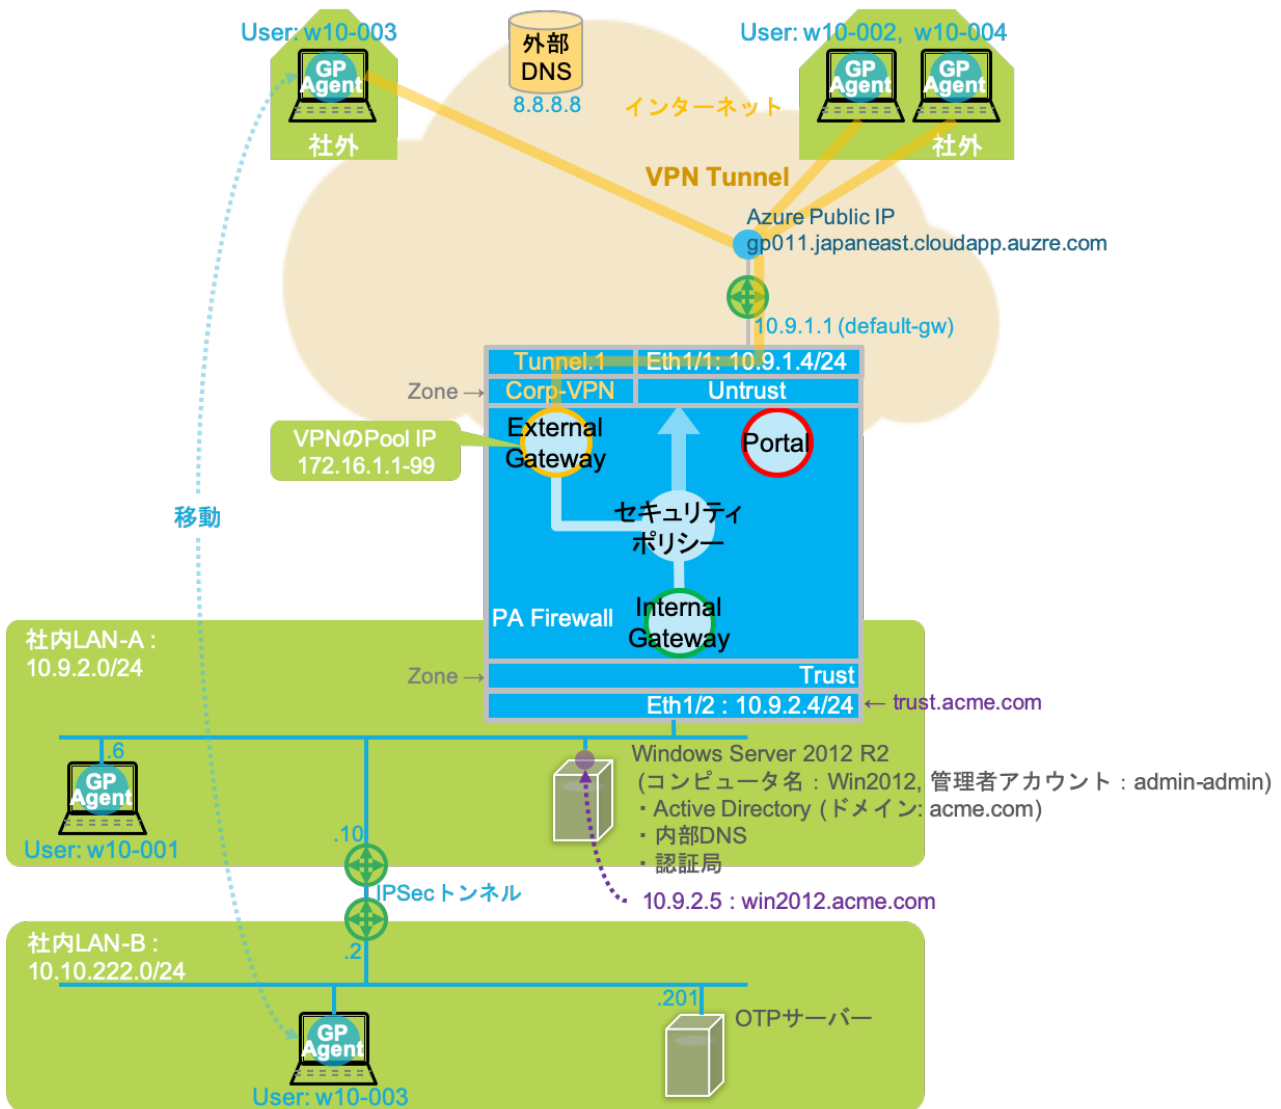 User: w10-003
GP
Agent
社外
外部
DNS
8.8.8.8
インターネット
User: w10-002, w10-004
GP
Agent
GP
Agent
社外
VPN Tunnel
Azure Public IP
gp011.japaneast.cloudapp.auzre.com
10.9.1.1 (default-gw)
Tunnel.1
Eth1/1: 10.9.1.4/24
Zone →
Corp-VPN
Untrust
VPNのPool IP
172.16.1.1-99
External
Gateway
Portal
移動
セキュリティ
ポリシー
PA Firewall
Internal
Gateway
社内LAN-A :
10.9.2.0/24
Zone →
Trust
Eth1/2 : 10.9.2.4/24
← trust.acme.com
.6
GP
Agent
User: w10-001
.10
Windows Server 2012 R2
(コンピュータ名：Win2012, 管理者アカウント：admin-admin)
・Active Directory (ドメイン: acme.com)
・内部DNS
・認証局
IPSecトンネル
10.9.2.5 : win2012.acme.com
社内LAN-B :
10.10.222.0/24
.2
.201
GP
Agent
User: w10-003
OTPサーバー